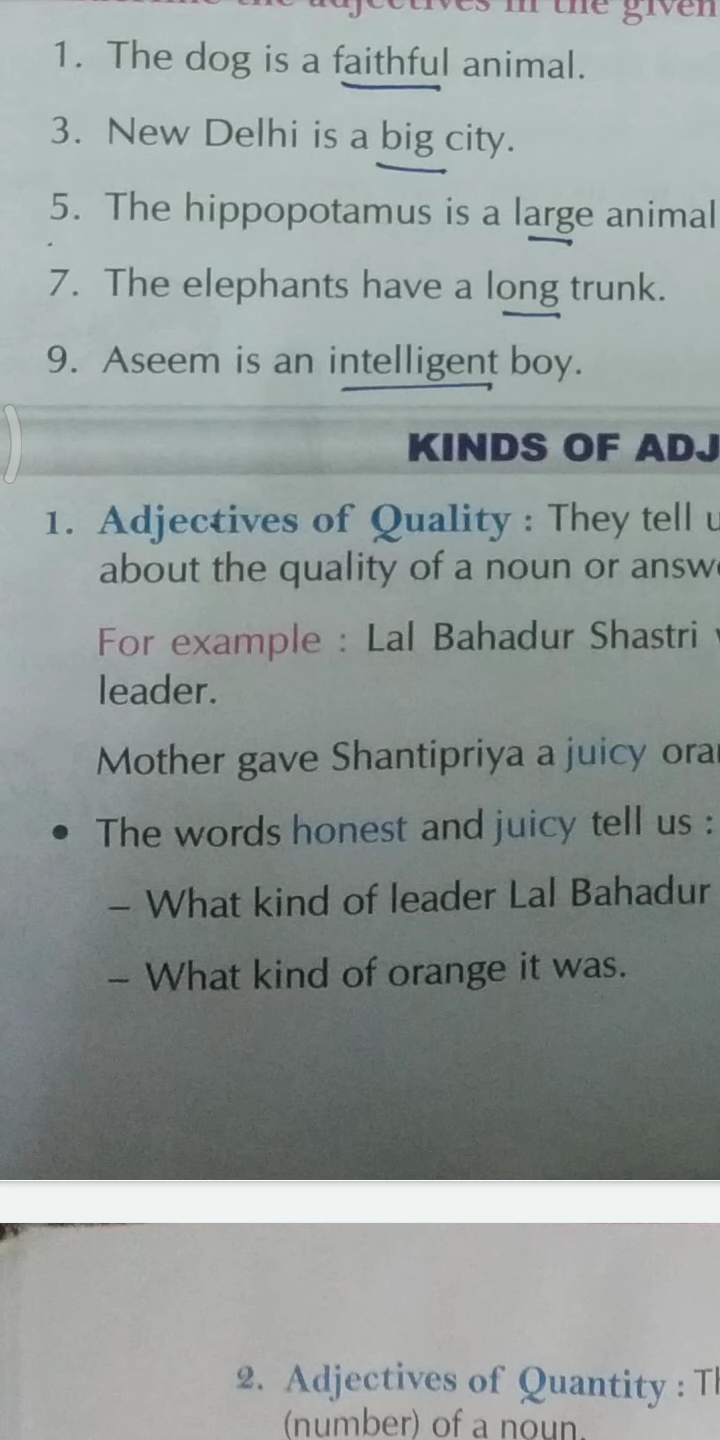 adjectives in the given
1. The dog is a faithful animal.
3. New Delhi is a big city.
5. The hippopotamus is a large animal
7. The elephants have a long trunk.
9. Aseem is an intelligent boy.
KINDS OF ADJ
1. Adjectives of Quality : They tell
about the quality of a noun or
For example : Lal Bahadur Shastri
leader.
Mother gave Shantipriya a juicy
• The words honest and juicy tell us :
– What kind of leader Lal Bahadur
– What kind of orange it was.
2. Adjectives of Quantity :
(number) of a noun.